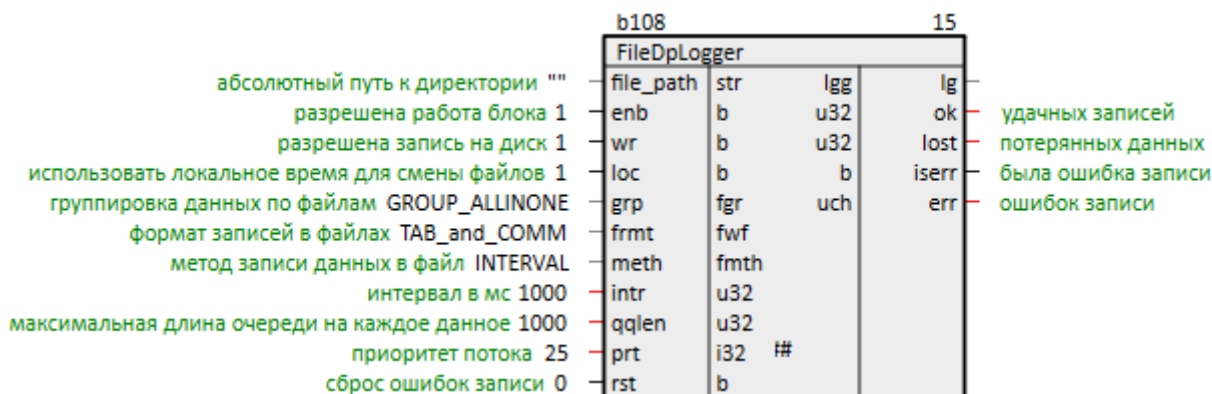 b108 15
FileDpLogger
абсолютный путь к директории "" file_path str lgg lg
разрешена работа блока 1 enb b u32 ok удачных записей
разрешена запись на диск 1 wr b u32 lost потерянных данных
использовать локальное время для смены файлов 1 loc b b iserr была ошибка записи
группировка данных по файлам GROUP_ALLINONE grp fgr uch err ошибок записи
формат записей в файлах TAB_and_COMM frmt fwf
метод записи данных в файл INTERVAL meth fmth
интервал в мс 1000 intr u32
максимальная длина очереди на каждое данное 1000 qqlen u32
приоритет потока 25 prt i32 !#
сброс ошибок записи 0 rst b